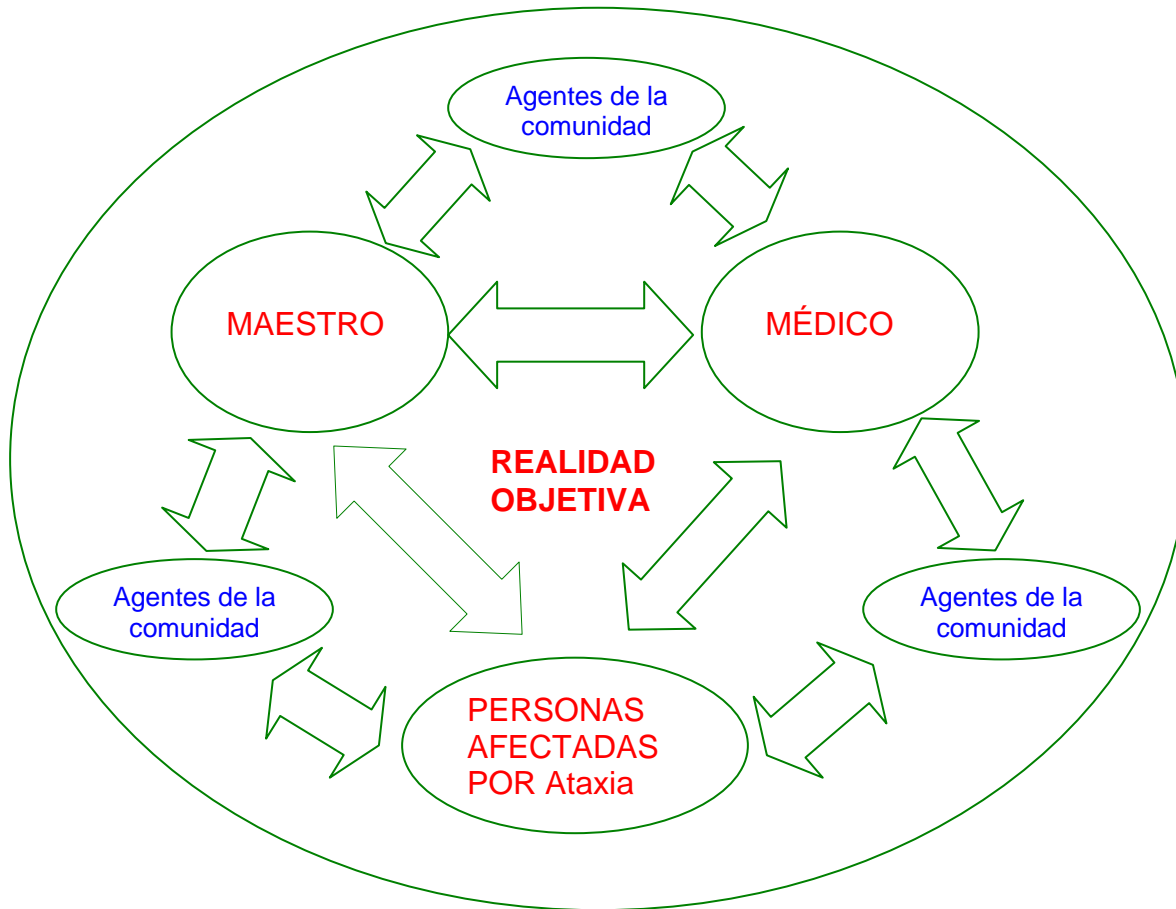 Agentes de la
comunidad
MAESTRO
MÉDICO
REALIDAD
OBJETIVA
Agentes de la
comunidad
Agentes de la
comunidad
PERSONAS
AFECTADAS
POR Ataxia